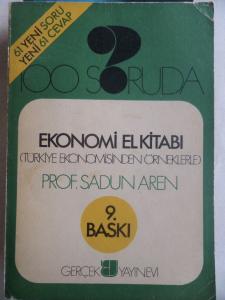 61 YENİ SORU
YENİ 61 CEVAP
100 SORUDA
EKONOMİ EL KİTABI
(TÜRKİYE EKONOMİSİNDEN ÖRNEKLERLE)
PROF. SADUN AREN
9.
BASKI
GERÇEK YAYINEVİ